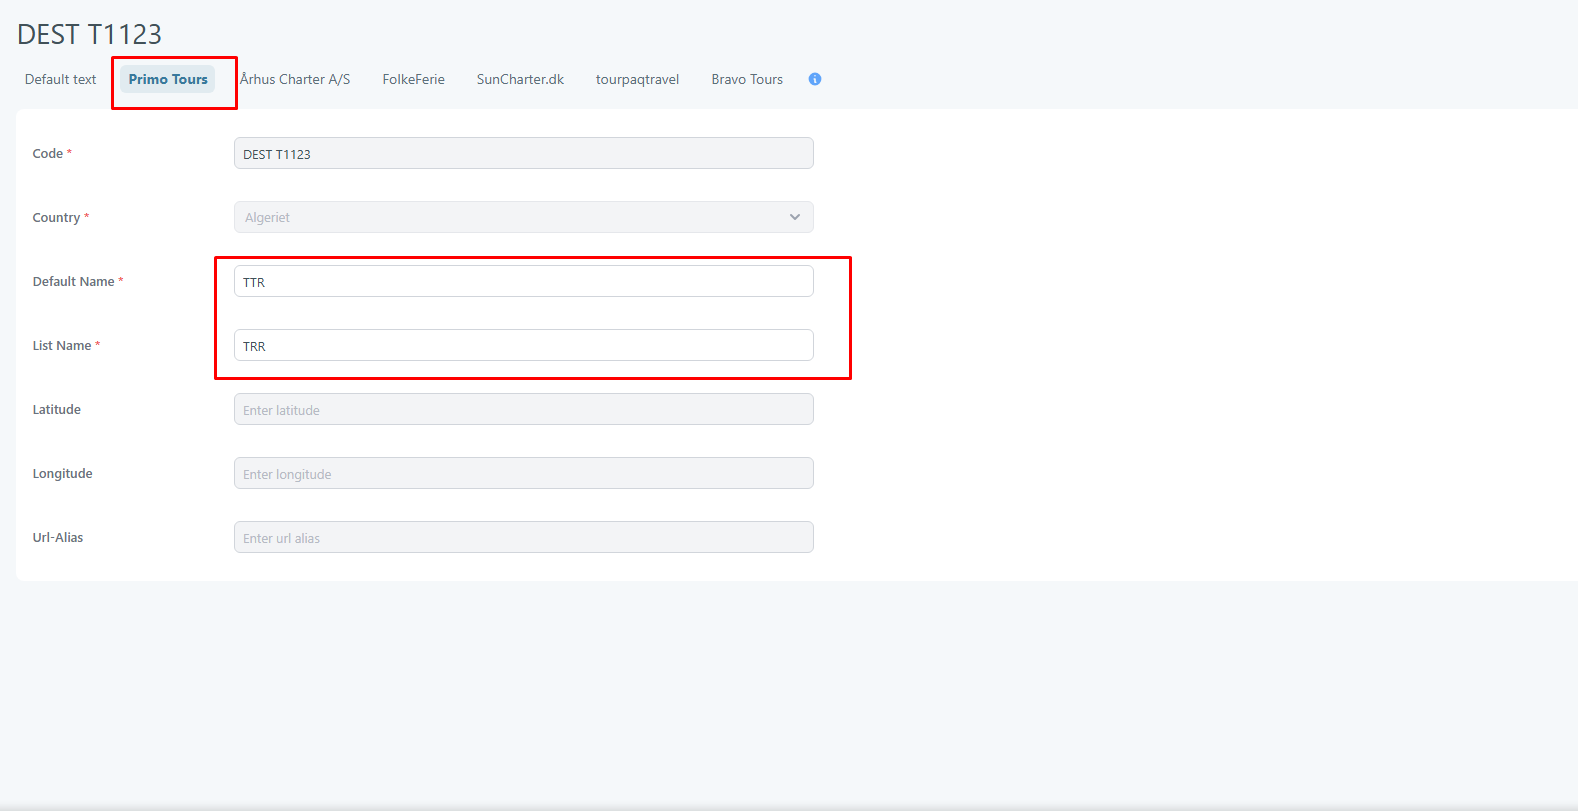 DEST T1123
Default text Primo Tours Århus Charter A/S FolkeFerie SunCharter.dk tourpaqtravel Bravo Tours
Code * DEST T1123
Country * Algeriet
Default Name * TTR
List Name * TRR
Latitude Enter latitude
Longitude Enter longitude
Url-Alias Enter url alias